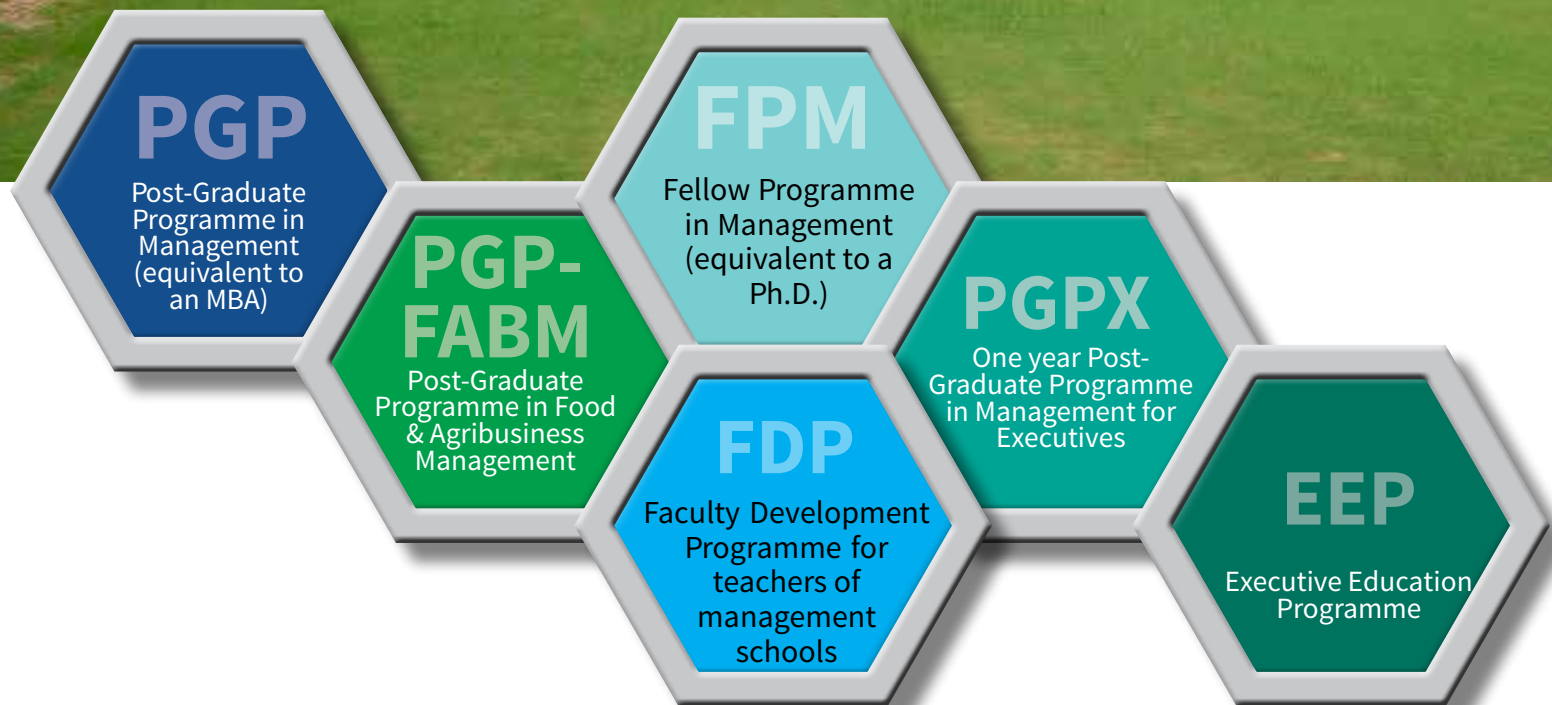 PGP
Post-Graduate
Programme in
Management
(equivalent to
an MBA)
PGP-
FABM
Post-Graduate
Programme in Food
& Agribusiness
Management
FPM
Fellow Programme
in Management
(equivalent to a
Ph.D.)
FDP
Faculty Development
Programme for
teachers of
management
schools
PGPX
One year Post-
Graduate Programme
in Management for
Executives
EEP
Executive Education
Programme